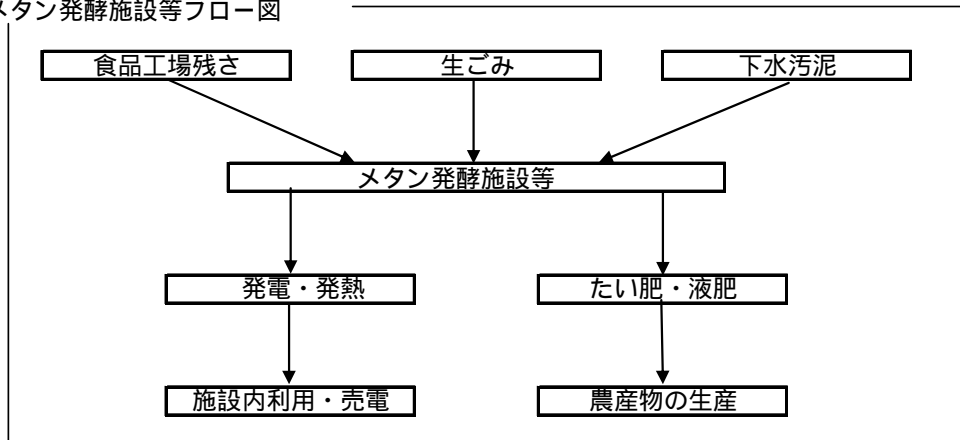 メタン発酵施設等フロー図
食品工場残さ
生ごみ
下水汚泥
メタン発酵施設等
発電・発熱
たい肥・液肥
施設内利用・売電
農産物の生産